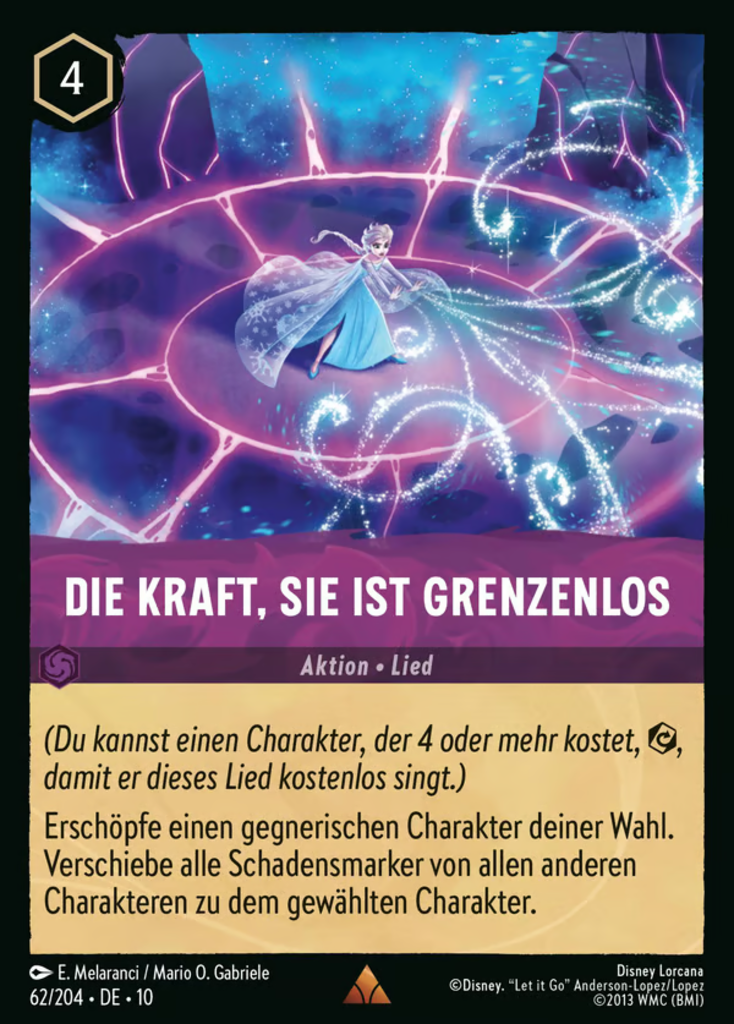 4
DIE KRAFT, SIE IST GRENZENLOS
Aktion • Lied
(Du kannst einen Charakter, der 4 oder mehr kostet, ,
damit er dieses Lied kostenlos singt.)
Erschöpfe einen gegnerischen Charakter deiner Wahl.
Verschiebe alle Schadensmarker von allen anderen
Charakteren zu dem gewählten Charakter.
E. Melaranci / Mario O. Gabriele
62/204 • DE • 10
Disney Lorcana
©Disney. “Let it Go” Anderson-Lopez/Lopez
©2013 WMC (BMI)